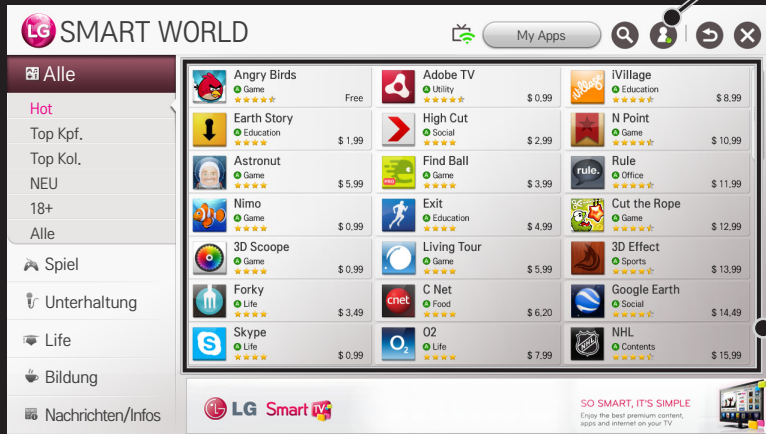 LG SMART WORLD
My Apps
Alle
Hot
Top Kpf.
Top Kol.
NEU
18+
Alle
Spiel
Unterhaltung
Life
Bildung
Nachrichten/Infos
Angry Birds
A Game
Free
Adobe TV
A Utility
$ 0,99
iVillage
iVillage
A Education
$ 8,99
Earth Story
A Education
$ 1,99
High Cut
A Social
$ 2,99
N Point
A Game
$ 10,99
Astronut
A Game
$ 5,99
PRO
Find Ball
A Game
$ 3,99
rule.
Rule
A Office
$ 11,99
Nimo
A Game
$ 0,99
Exit
A Education
$ 4,99
Cut the Rope
A Game
$ 12,99
3D Scoope
A Game
$ 0,99
Living Tour
A Game
$ 5,99
3D Effect
A Sports
$ 13,99
Forky
A Life
$ 3,49
cnet
C Net
A Food
$ 6,20
Google Earth
A Social
$ 14,49
S
Skype
A Life
$ 0,99
O2
O2
A Life
$ 7,99
NHL
NHL
A Contents
$ 15,99
LG LG Smart TV
SO SMART, IT'S SIMPLE
Enjoy the best premium content,
apps and internet on your TV